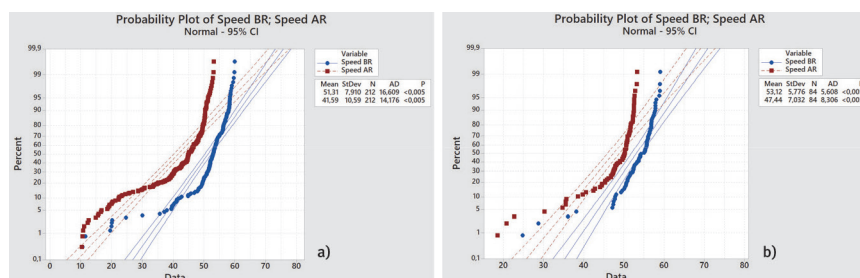 Probability Plot of Speed BR; Speed AR
Normal - 95% CI
99,9
99
95
90
80
70
60
50
40
30
20
10
5
1
0,1
Percent
0 10 20 30 40 50 60 70 80
Data
Variable
Speed BR
Speed AR
Mean StDev N AD P
51,31 7,910 212 16,609 <0,005
41,59 10,59 212 14,176 <0,005
a)
Probability Plot of Speed BR; Speed AR
Normal - 95% CI
99,9
99
95
90
80
70
60
50
40
30
20
10
5
1
0,1
Percent
20 30 40 50 60 70 80
Data
Variable
Speed BR
Speed AR
Mean StDev N AD
53,12 5,776 84 5,608 <0,00
47,44 7,032 84 8,306 <0,00
b)